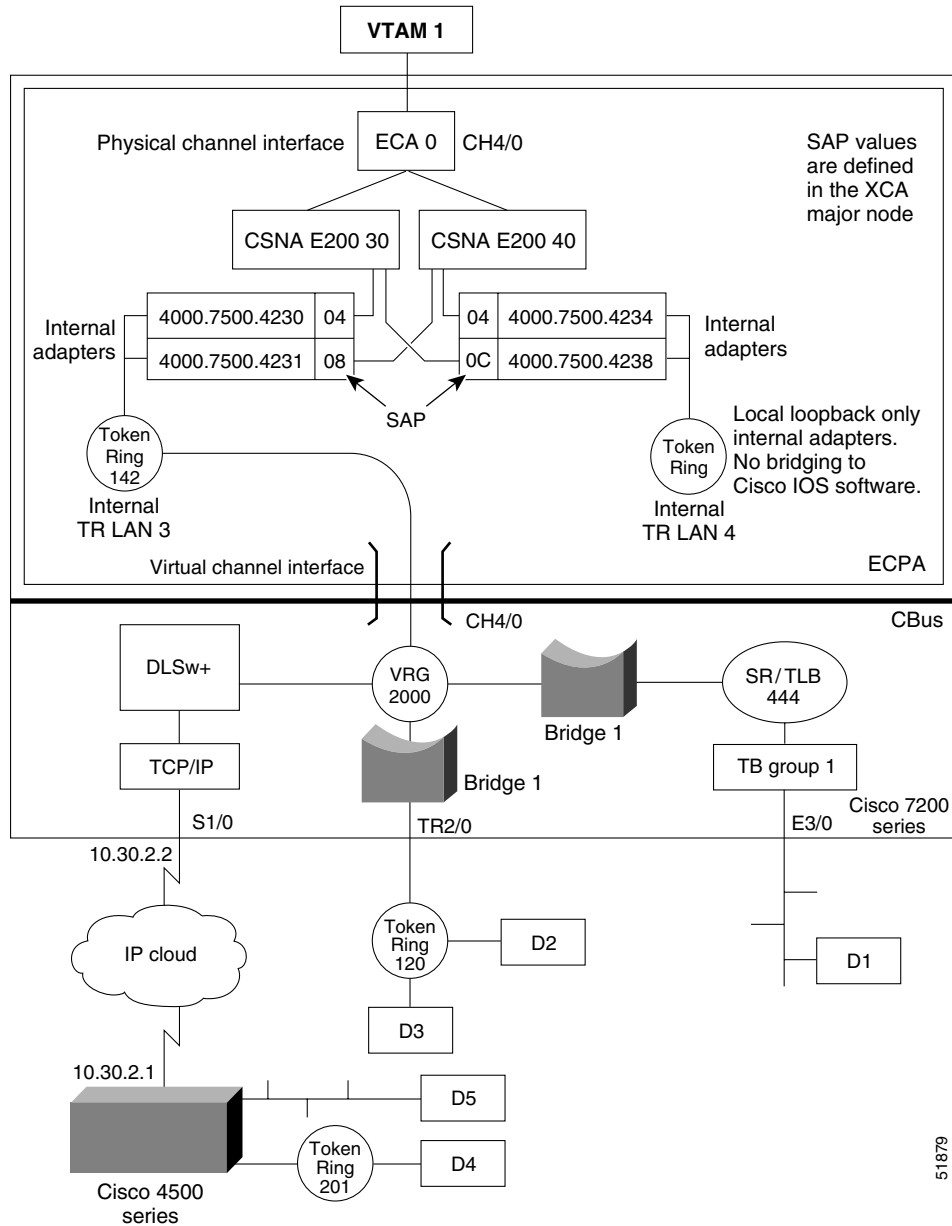 VTAM 1
Physical channel interface
ECA 0
CH4/0
SAP values
are defined
in the XCA
major node
CSNA E200 30
CSNA E200 40
Internal
adapters
4000.7500.4230
04
4000.7500.4231
08
04
4000.7500.4234
0C
4000.7500.4238
Internal
adapters
SAP
Token
Ring
142
Internal
TR LAN 3
Token
Ring
Internal
TR LAN 4
Local loopback only
internal adapters.
No bridging to
Cisco IOS software.
Virtual channel interface
ECPA
CH4/0
CBus
DLSw+
VRG
2000
Bridge 1
SR/TLB
444
TCP/IP
Bridge 1
TB group 1
S1/0
TR2/0
E3/0
Cisco 7200
series
10.30.2.2
IP cloud
Token
Ring
120
D2
D1
D3
10.30.2.1
D5
Token
Ring
201
D4
Cisco 4500
series
51879